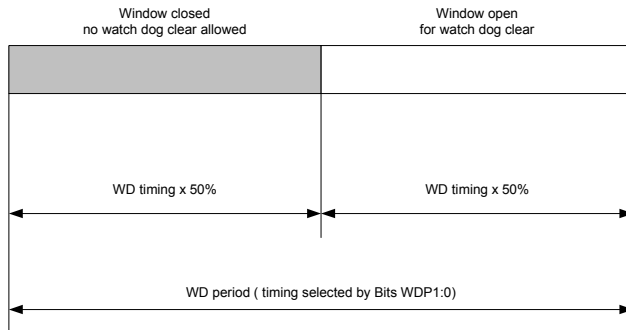 Window closed
no watch dog clear allowed
Window open
for watch dog clear
WD timing x 50%
WD timing x 50%
WD period ( timing selected by Bits WDP1:0)